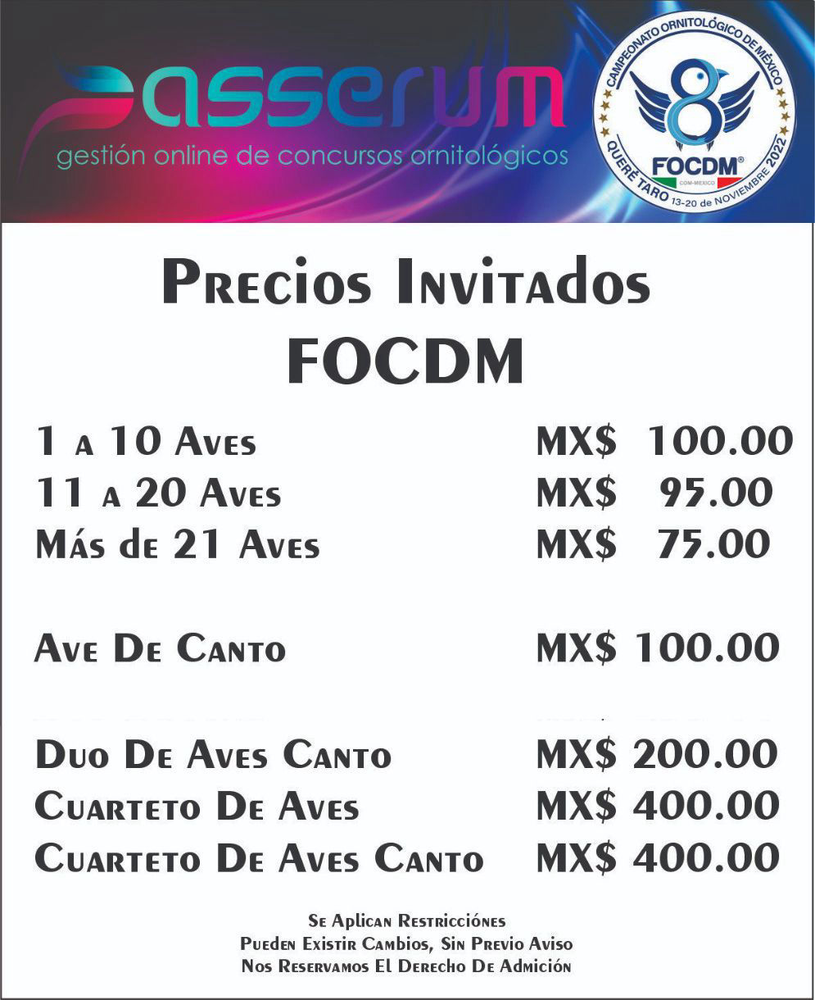 Passerum
gestión online de concursos ornitológicos
CAMPEONATO ORNITOLÓGICO DE MÉXICO
8
FOCDM®
COM-MEXICO
QUERÉTARO 13-20 de NOVIEMBRE 2022
Precios Invitados
FOCDM
1 a 10 Aves MX$ 100.00
11 a 20 Aves MX$ 95.00
Más de 21 Aves MX$ 75.00
Ave De Canto MX$ 100.00
Duo De Aves Canto MX$ 200.00
Cuarteto De Aves MX$ 400.00
Cuarteto De Aves Canto MX$ 400.00
Se Aplican Restricciónes
Pueden Existir Cambios, Sin Previo Aviso
Nos Reservamos El Derecho De Admición